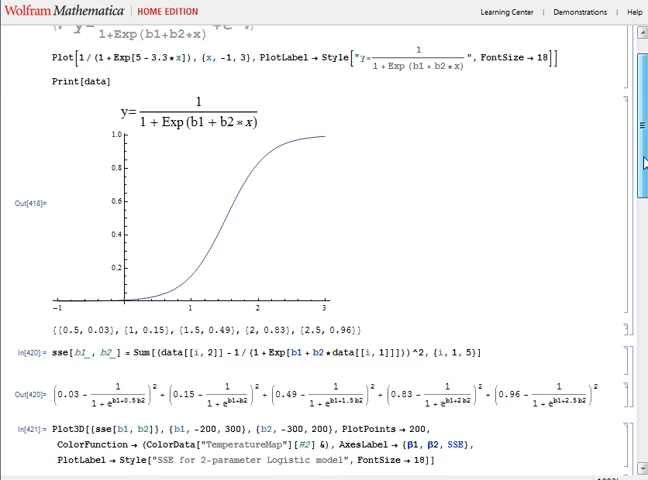 Wolfram Mathematica | HOME EDITION Learning Center | Demonstrations | Help
1+Exp(b1+b2*x)
Plot[1/(1+Exp[5-3.3*x]), {x, -1, 3}, PlotLabel → Style["y= 1/(1+Exp (b1+b2*x)) ", FontSize → 18]]
Print[data]
y= 1/(1 + Exp (b1 + b2 * x))
1.0
0.8
0.6
Out[418]=
0.4
0.2
-1 1 2 3
{{0.5, 0.03}, {1, 0.15}, {1.5, 0.49}, {2, 0.83}, {2.5, 0.96}}
In[420]:= sse[b1_, b2_] = Sum[(data[[i, 2]] - 1/(1+Exp[b1+b2*data[[i, 1]]]))^2, {i, 1, 5}]
Out[420]= (0.03 - 1/(1+e^(b1+0.5 b2)))^2 + (0.15 - 1/(1+e^(b1+b2)))^2 + (0.49 - 1/(1+e^(b1+1.5 b2)))^2 + (0.83 - 1/(1+e^(b1+2 b2)))^2 + (0.96 - 1/(1+e^(b1+2.5 b2)))^2
In[421]:= Plot3D[{sse[b1, b2]}, {b1, -200, 300}, {b2, -300, 200}, PlotPoints → 200,
ColorFunction → (ColorData["TemperatureMap"][#2] &), AxesLabel → {β1, β2, SSE},
PlotLabel → Style["SSE for 2-parameter Logistic model", FontSize → 18]]